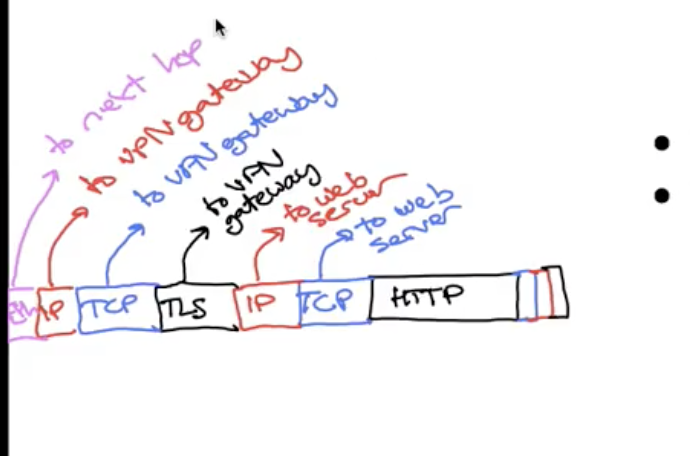 to next hop
to VPN gateway
to VPN gateway
to VPN
gateway
to web
server
to web
server
Eth IP TCP TLS IP TCP HTTP